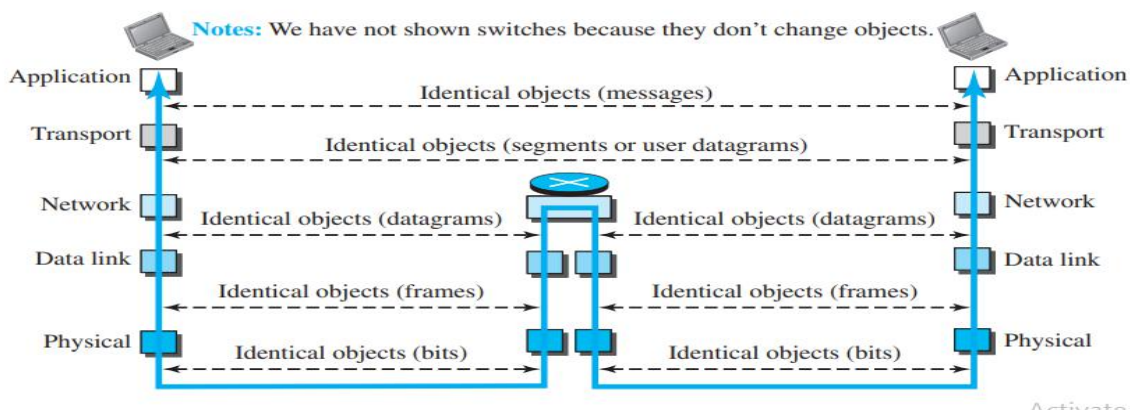 Notes: We have not shown switches because they don't change objects.
Application Application
Identical objects (messages)
Transport Transport
Identical objects (segments or user datagrams)
Network Network
Identical objects (datagrams) Identical objects (datagrams)
Data link Data link
Identical objects (frames) Identical objects (frames)
Physical Physical
Identical objects (bits) Identical objects (bits)
Activate